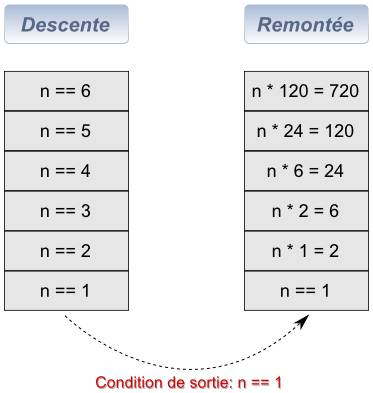 Descente
Remontée
n == 6
n * 120 = 720
n == 5
n * 24 = 120
n == 4
n * 6 = 24
n == 3
n * 2 = 6
n == 2
n * 1 = 2
n == 1
n == 1
Condition de sortie: n == 1